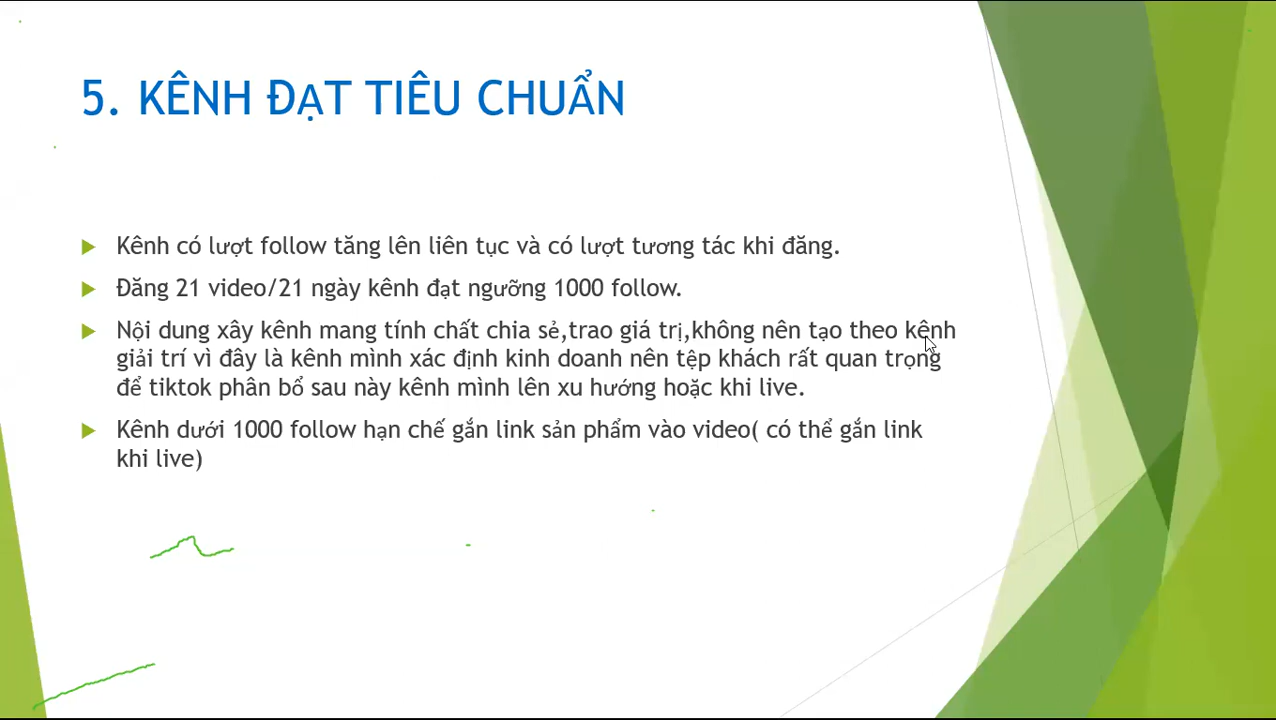 5. KÊNH ĐẠT TIÊU CHUẨN
Kênh có lượt follow tăng lên liên tục và có lượt tương tác khi đăng.
Đăng 21 video/21 ngày kênh đạt ngưỡng 1000 follow.
Nội dung xây kênh mang tính chất chia sẻ,trao giá trị,không nên tạo theo kênh
giải trí vì đây là kênh mình xác định kinh doanh nên tệp khách rất quan trọng
để tiktok phân bổ sau này kênh mình lên xu hướng hoặc khi live.
Kênh dưới 1000 follow hạn chế gắn link sản phẩm vào video( có thể gắn link
khi live)